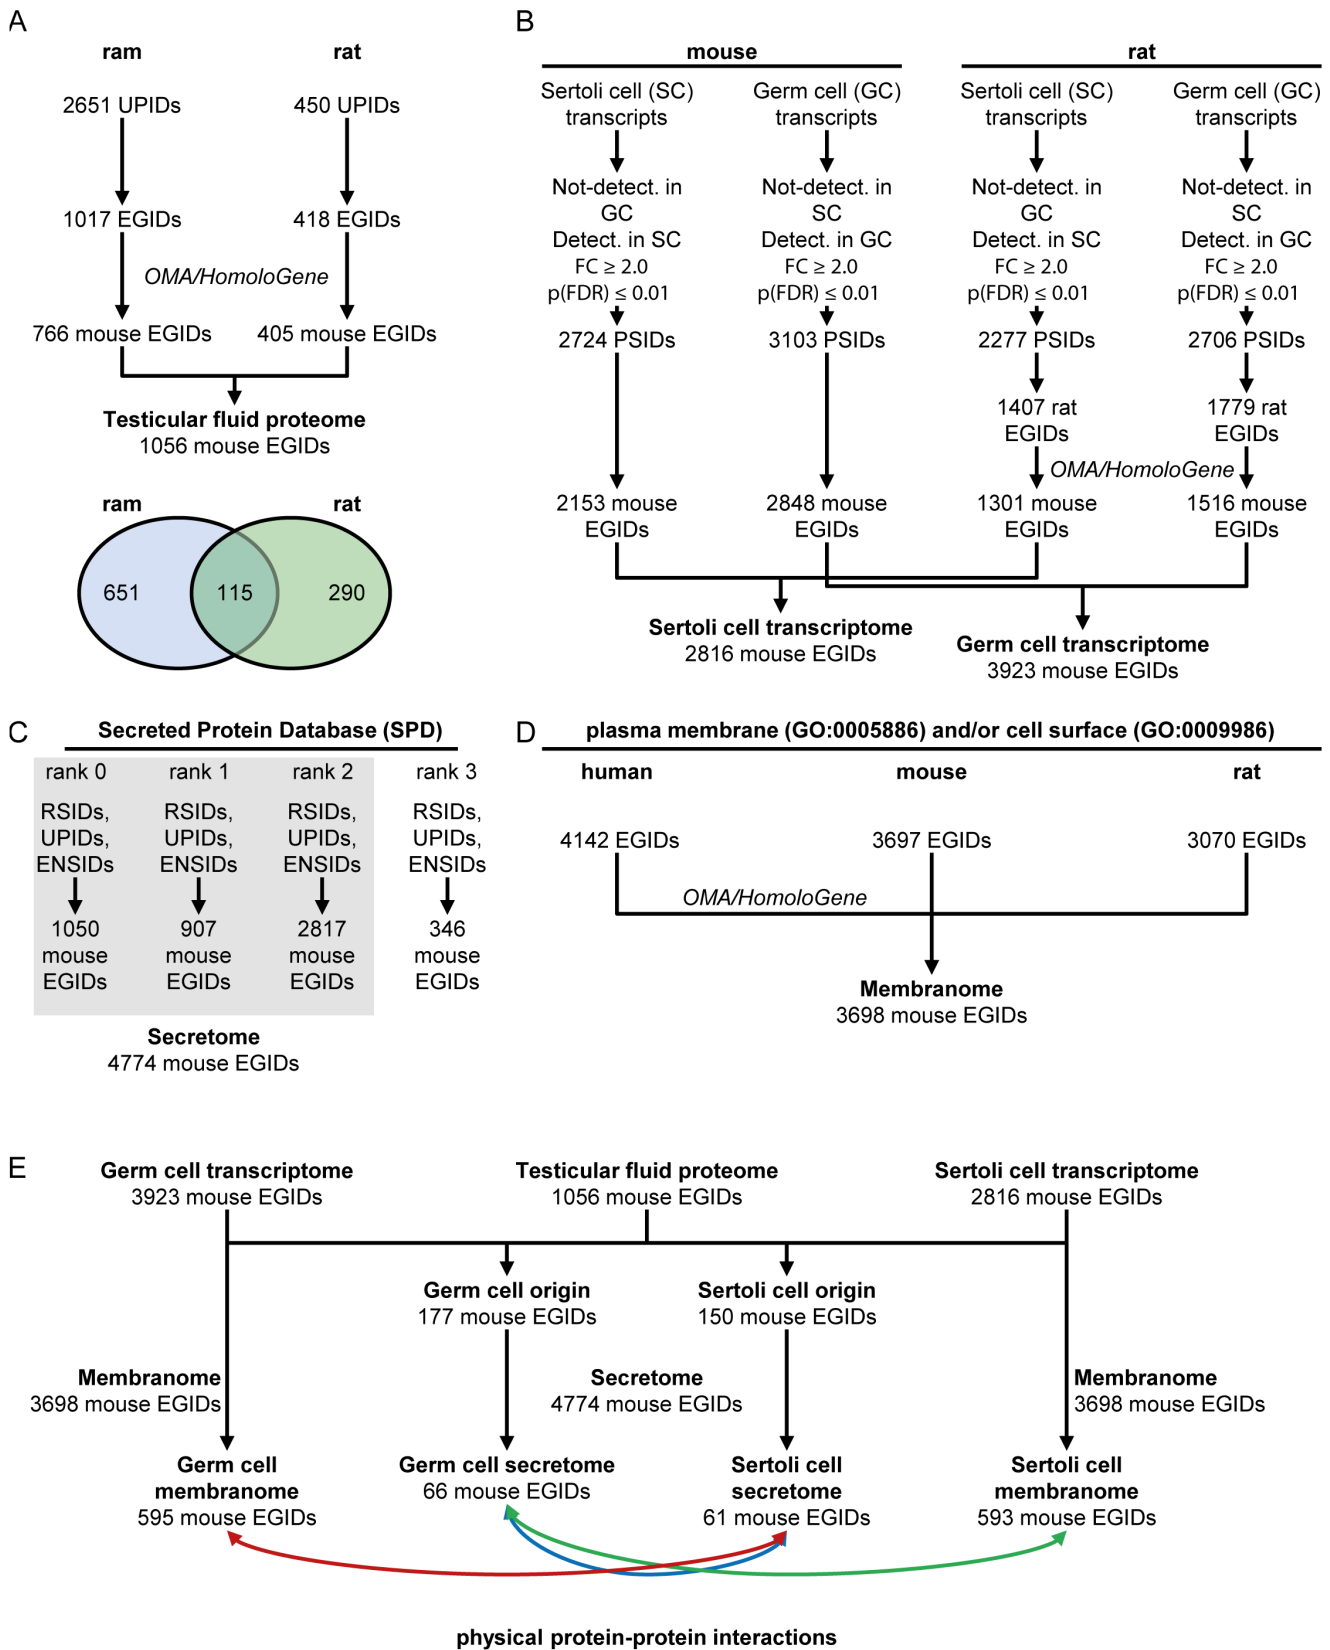 A
ram rat
2651 UPIDs 450 UPIDs
1017 EGIDs 418 EGIDs
OMA/HomoloGene
766 mouse EGIDs 405 mouse EGIDs
Testicular fluid proteome
1056 mouse EGIDs
ram rat
651 115 290
B
mouse rat
Sertoli cell (SC) Germ cell (GC) Sertoli cell (SC) Germ cell (GC)
transcripts transcripts transcripts transcripts
Not-detect. in Not-detect. in Not-detect. in Not-detect. in
GC SC GC SC
Detect. in SC Detect. in GC Detect. in SC Detect. in GC
FC ≥ 2.0 FC ≥ 2.0 FC ≥ 2.0 FC ≥ 2.0
p(FDR) ≤ 0.01 p(FDR) ≤ 0.01 p(FDR) ≤ 0.01 p(FDR) ≤ 0.01
2724 PSIDs 3103 PSIDs 2277 PSIDs 2706 PSIDs
1407 rat 1779 rat
EGIDs EGIDs
OMA/HomoloGene
2153 mouse 2848 mouse 1301 mouse 1516 mouse
EGIDs EGIDs EGIDs EGIDs
Sertoli cell transcriptome
2816 mouse EGIDs
Germ cell transcriptome
3923 mouse EGIDs
C
Secreted Protein Database (SPD)
rank 0 rank 1 rank 2 rank 3
RSIDs, RSIDs, RSIDs, RSIDs,
UPIDs, UPIDs, UPIDs, UPIDs,
ENSIDs ENSIDs ENSIDs ENSIDs
1050 907 2817 346
mouse mouse mouse mouse
EGIDs EGIDs EGIDs EGIDs
Secretome
4774 mouse EGIDs
D
plasma membrane (GO:0005886) and/or cell surface (GO:0009986)
human mouse rat
4142 EGIDs 3697 EGIDs 3070 EGIDs
OMA/HomoloGene
Membranome
3698 mouse EGIDs
E
Germ cell transcriptome Testicular fluid proteome Sertoli cell transcriptome
3923 mouse EGIDs 1056 mouse EGIDs 2816 mouse EGIDs
Germ cell origin Sertoli cell origin
177 mouse EGIDs 150 mouse EGIDs
Membranome Secretome Membranome
3698 mouse EGIDs 4774 mouse EGIDs 3698 mouse EGIDs
Germ cell Germ cell secretome Sertoli cell Sertoli cell
membranome 66 mouse EGIDs secretome membranome
595 mouse EGIDs 61 mouse EGIDs 593 mouse EGIDs
physical protein-protein interactions